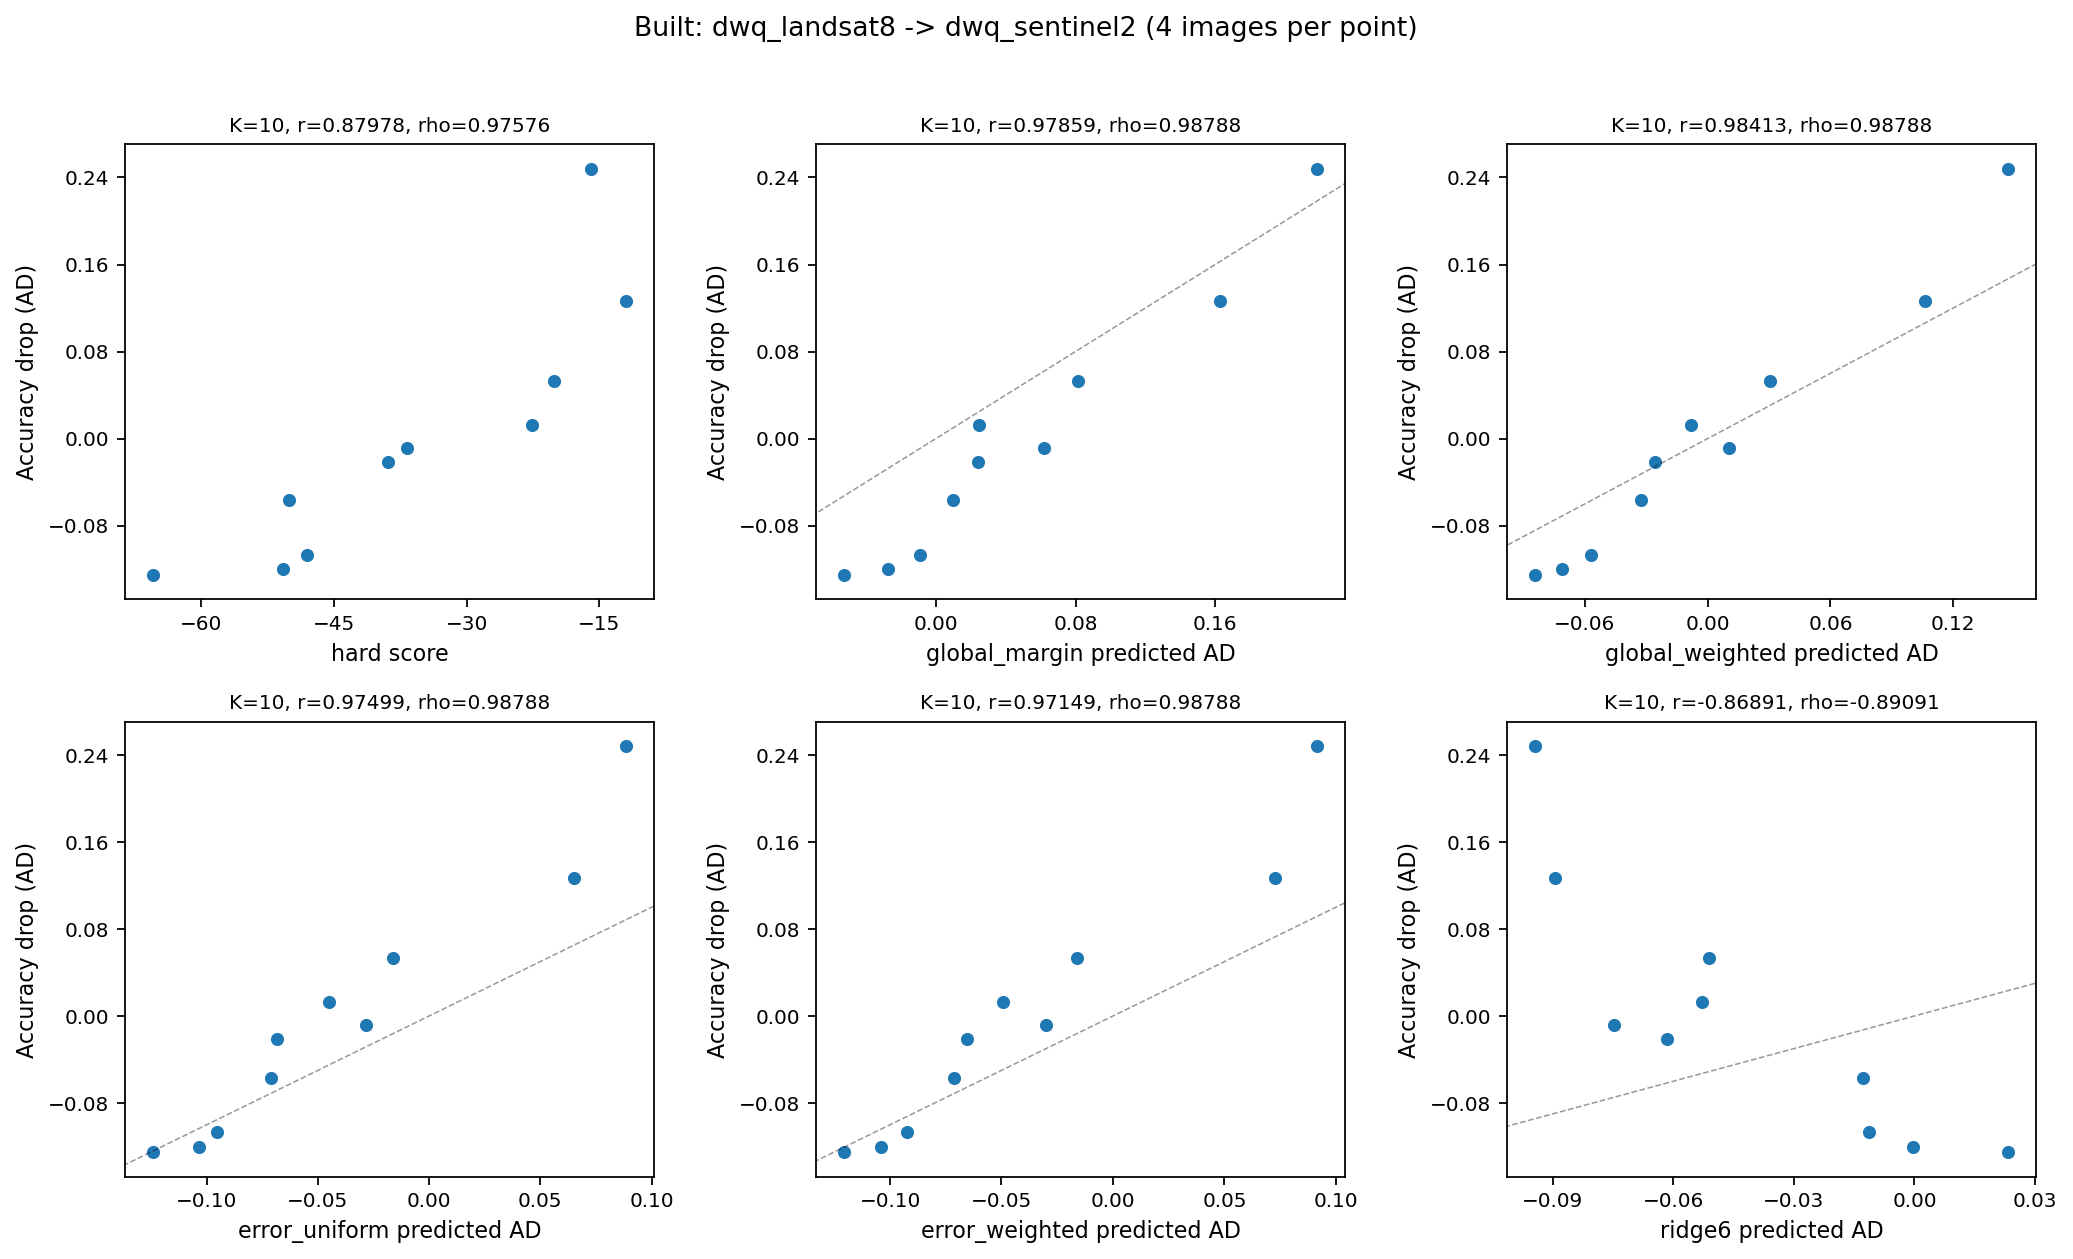 Built: dwq_landsat8 -> dwq_sentinel2 (4 images per point)
K=10, r=0.87978, rho=0.97576
0.24
0.16
0.08
0.00
−0.08
Accuracy drop (AD)
−60 −45 −30 −15
hard score
K=10, r=0.97859, rho=0.98788
0.24
0.16
0.08
0.00
−0.08
Accuracy drop (AD)
0.00 0.08 0.16
global_margin predicted AD
K=10, r=0.98413, rho=0.98788
0.24
0.16
0.08
0.00
−0.08
Accuracy drop (AD)
−0.06 0.00 0.06 0.12
global_weighted predicted AD
K=10, r=0.97499, rho=0.98788
0.24
0.16
0.08
0.00
−0.08
Accuracy drop (AD)
−0.10 −0.05 0.00 0.05 0.10
error_uniform predicted AD
K=10, r=0.97149, rho=0.98788
0.24
0.16
0.08
0.00
−0.08
Accuracy drop (AD)
−0.10 −0.05 0.00 0.05 0.10
error_weighted predicted AD
K=10, r=-0.86891, rho=-0.89091
0.24
0.16
0.08
0.00
−0.08
Accuracy drop (AD)
−0.09 −0.06 −0.03 0.00 0.03
ridge6 predicted AD